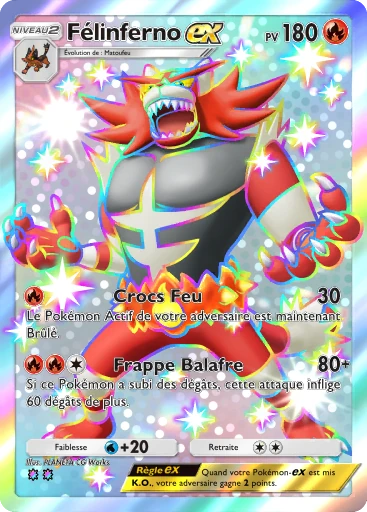 NIVEAU 2 Félinferno ex PV 180
Évolution de : Matoufeu
Crocs Feu 30
Le Pokémon Actif de votre adversaire est maintenant
Brûlé.
Frappe Balafre 80+
Si ce Pokémon a subi des dégâts, cette attaque inflige
60 dégâts de plus.
Faiblesse +20 Retraite
Illus. PLANETA CG Works
Règle ex Quand votre Pokémon-ex est mis
K.O., votre adversaire gagne 2 points.